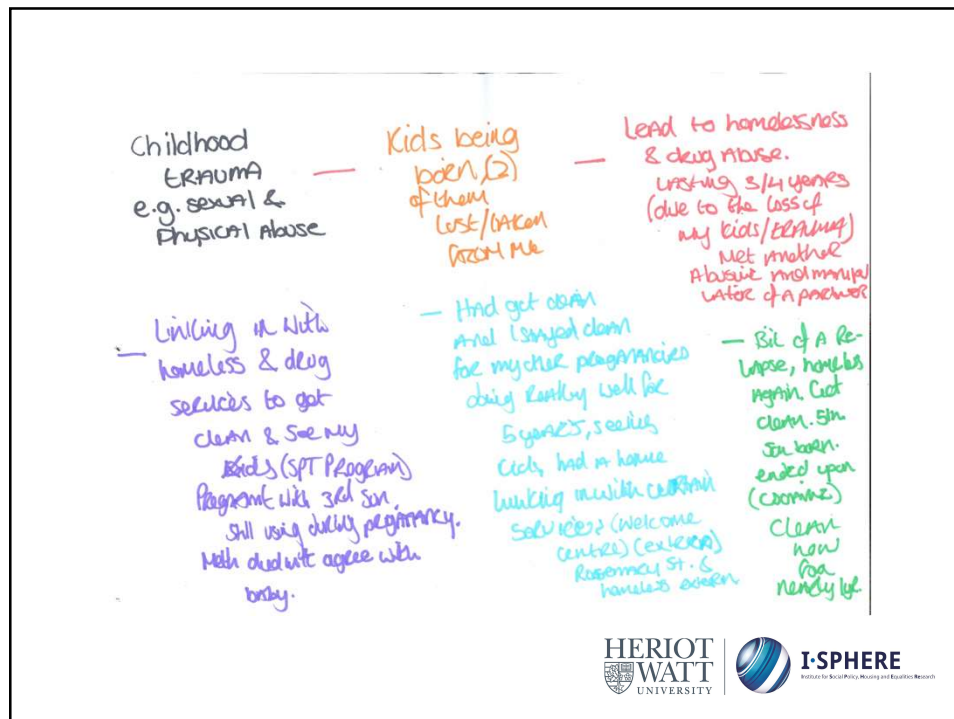 Childhood
TRAUMA
e.g. sexual &
Physical Abuse
— Kids being
born, (2)
of them
lost/taken
from me
— Lead to homelessness
& drug Abuse.
Lasting 3/4 years
(due to the loss of
my kids/TRAUMA)
Met another
Abusive and manipu
lator of a partner
— Linking in with
homeless & drug
services to get
clean & see my
kids (SPT PROGRAM)
Pregnant with 3rd son.
Still using during pregnancy.
Meth didn't agree with
baby.
— Had got clean
And stayed clean
for my other pregnancies
doing really well for
5 years, seeing
kids, had a home
linking in with certain
services (welcome
centre) (extern)
Rosemary St. &
homeless extern
— Bit of A Re-
lapse, homeless
Again. Got
clean. 5th
Son born.
ended up on
Clean
now
for
nearly 1yr.
HERIOT
WATT
UNIVERSITY
I·SPHERE
Institute for Social Policy, Housing and Equalities Research